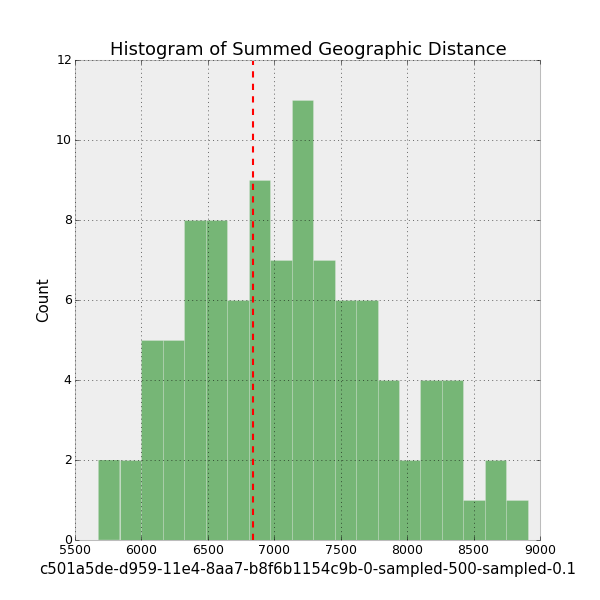 Histogram of Summed Geographic Distance
12
10
8
6
4
2
0
Count
5500 6000 6500 7000 7500 8000 8500 9000
c501a5de-d959-11e4-8aa7-b8f6b1154c9b-0-sampled-500-sampled-0.1